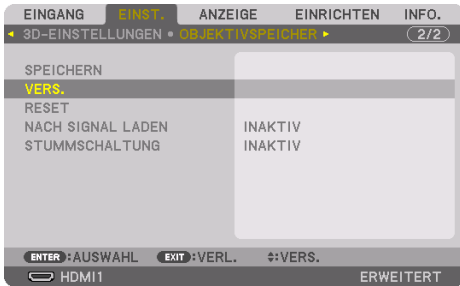 EINGANG EINST. ANZEIGE EINRICHTEN INFO.
◂ 3D-EINSTELLUNGEN • OBJEKTIVSPEICHER ▸ 2/2
SPEICHERN
VERS.
RESET
NACH SIGNAL LADEN INAKTIV
STUMMSCHALTUNG INAKTIV
ENTER :AUSWAHL EXIT :VERL. ⬍:VERS.
HDMI1 ERWEITERT